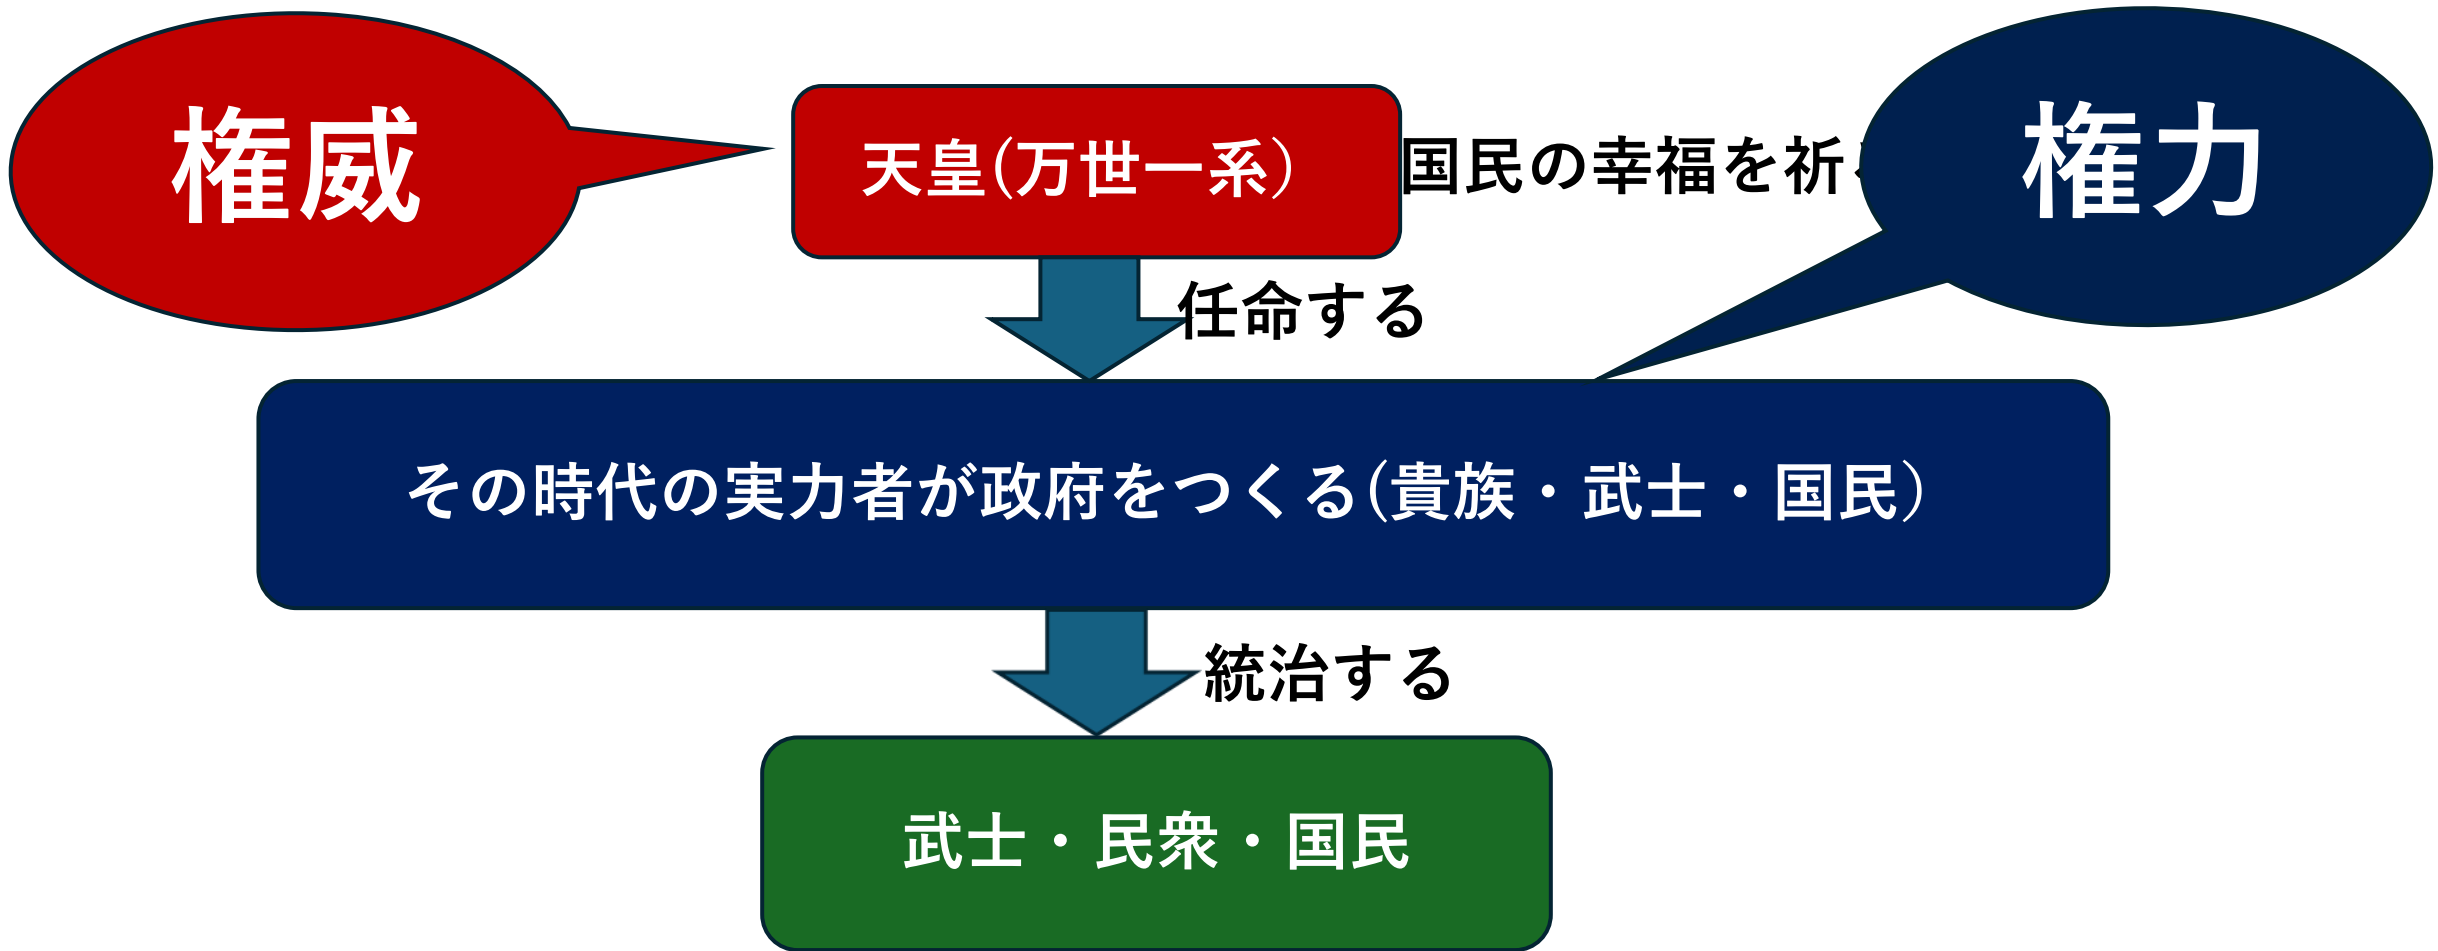 権威
天皇(万世一系)
国民の幸福を祈
権力
任命する
その時代の実力者が政府をつくる(貴族・武士・国民)
統治する
武士・民衆・国民